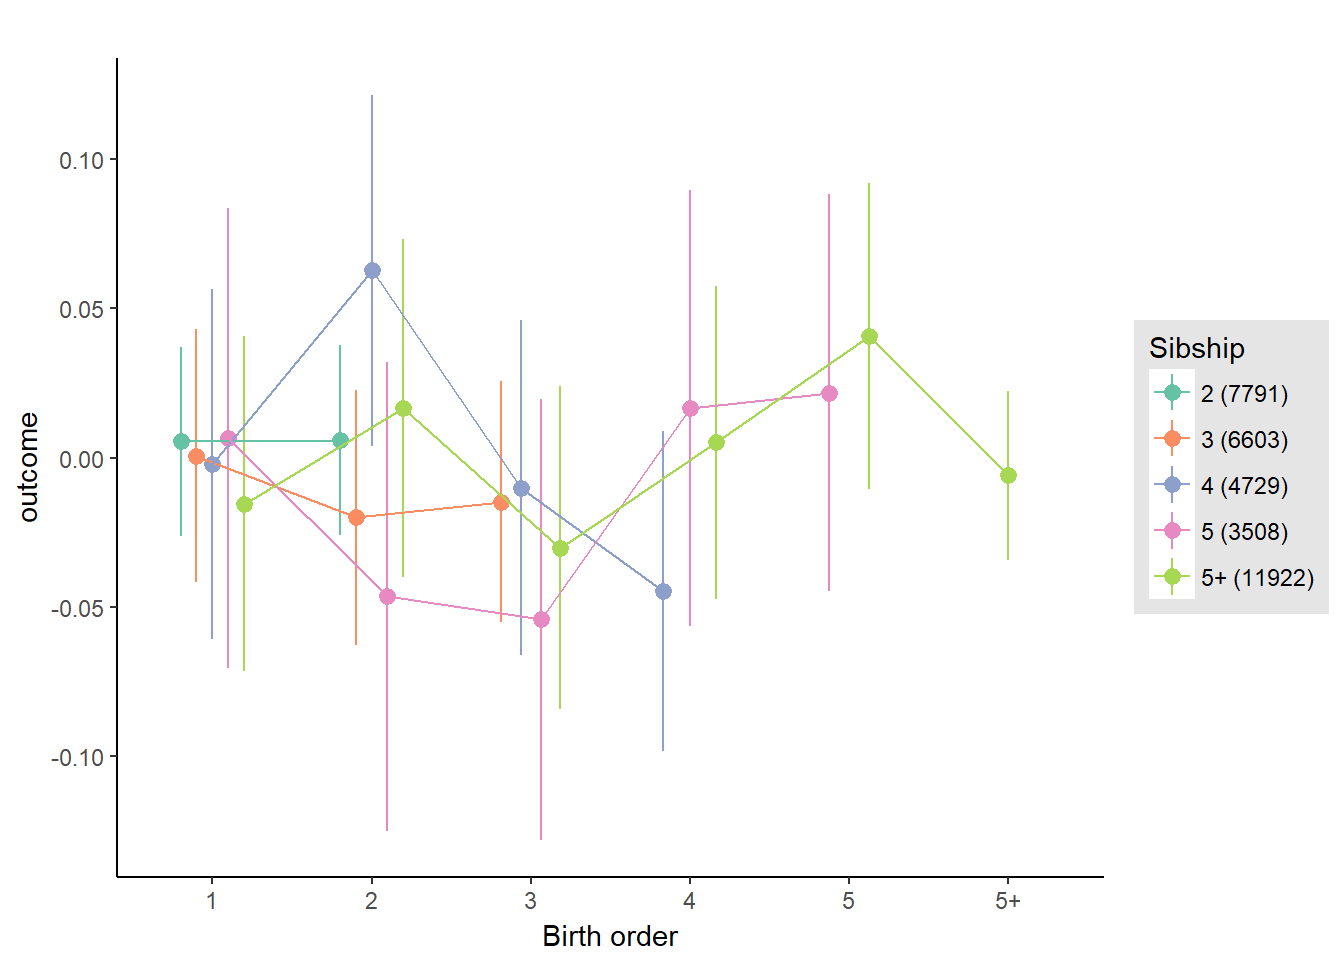 outcome
0.10
0.05
0.00
-0.05
-0.10
1 2 3 4 5 5+
Birth order
Sibship
2 (7791)
3 (6603)
4 (4729)
5 (3508)
5+ (11922)